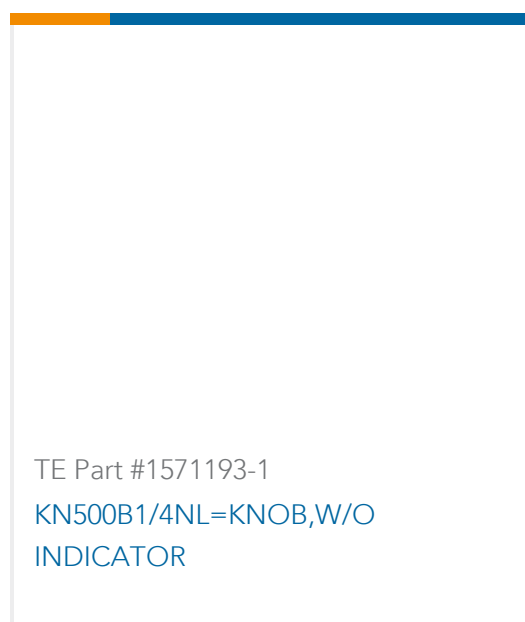 TE Part #1571193-1
KN500B1/4NL=KNOB,W/O
INDICATOR